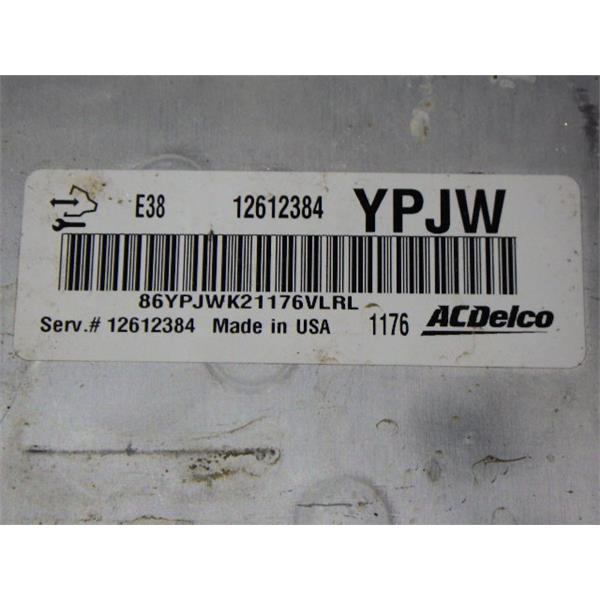 E38 12612384 YPJW
86YPJWK21176VLRL
Serv.# 12612384 Made in USA 1176 ACDelco